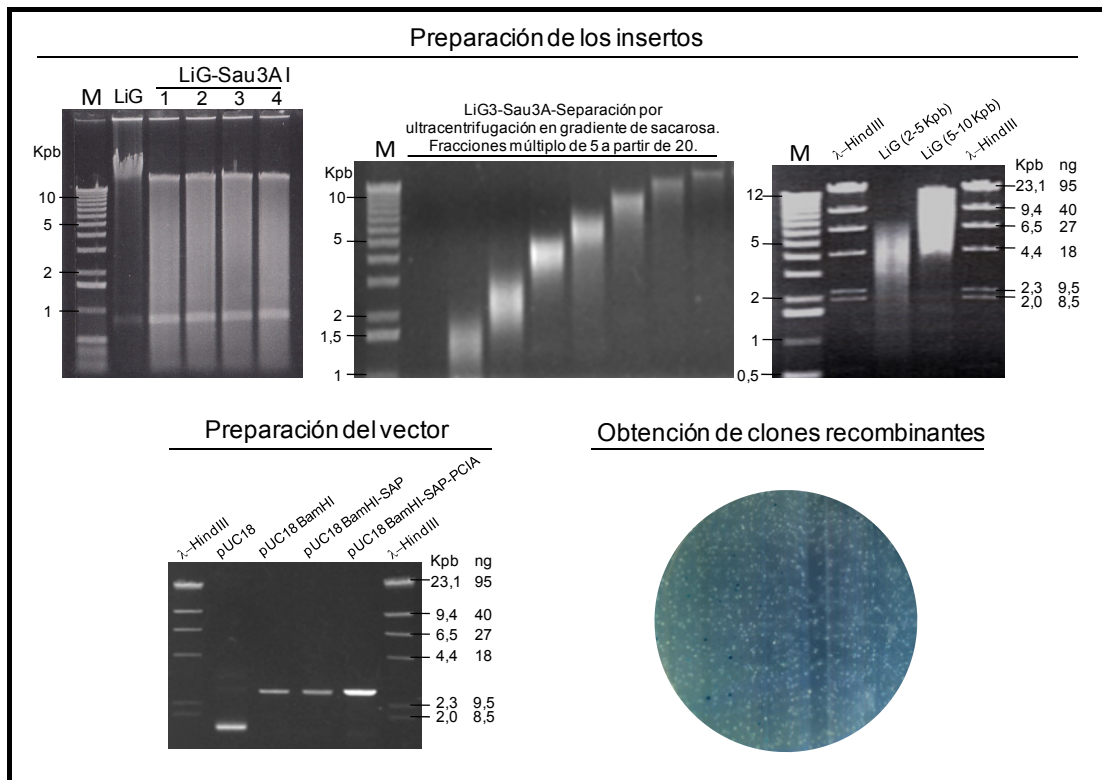 Preparación de los insertos
LiG-Sau3A I
M LiG 1 2 3 4
Kpb
10
5
2
1
LiG3-Sau3A-Separación por
ultracentrifugación en gradiente de sacarosa.
Fracciones múltiplo de 5 a partir de 20.
M
Kpb
10
5
2
1,5
1
M λ-HindIII LiG (2-5 Kpb) LiG (5-10 Kpb) λ-HindIII
Kpb ng
12
5
2
1
0,5
23,1 95
9,4 40
6,5 27
4,4 18
2,3 9,5
2,0 8,5
Preparación del vector
λ-HindIII pUC18 pUC18 BamHI pUC18 BamHI-SAP pUC18 BamHI-SAP-PCIA λ-HindIII
Kpb ng
23,1 95
9,4 40
6,5 27
4,4 18
2,3 9,5
2,0 8,5
Obtención de clones recombinantes